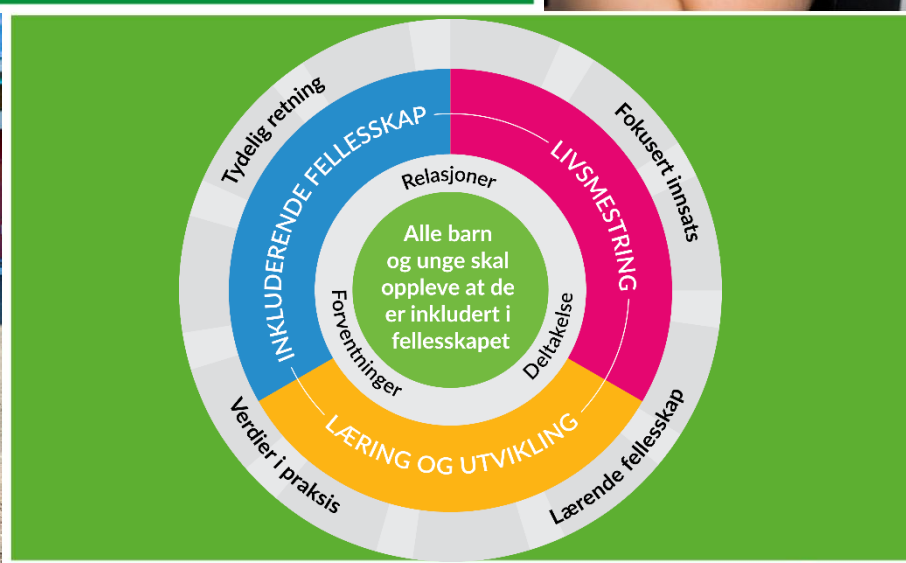 Tydelig retning
Fokusert innsats
INKLUDERENDE FELLESSKAP
LIVSMESTRING
Relasjoner
Alle barn
og unge skal
oppleve at de
er inkludert i
fellesskapet
Forventninger
Deltakelse
LÆRING OG UTVIKLING
Verdier i praksis
Lærende fellesskap